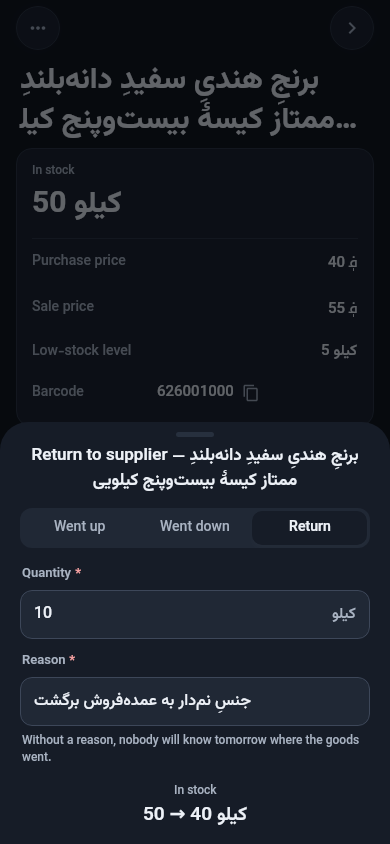 برنجِ هندیِ سفیدِ دانه‌بلندِ
ممتاز کیسهٔ بیست‌وپنج کیل...
In stock
50 کیلو
Purchase price
40 ؋
Sale price
55 ؋
Low-stock level
5 کیلو
Barcode
626001000
Return to supplier — برنجِ هندیِ سفیدِ دانه‌بلندِ
ممتاز کیسهٔ بیست‌وپنج کیلویی
Went up
Went down
Return
Quantity *
10
کیلو
Reason *
جنسِ نم‌دار به عمده‌فروش برگشت
Without a reason, nobody will know tomorrow where the goods
went.
In stock
50 → 40 کیلو